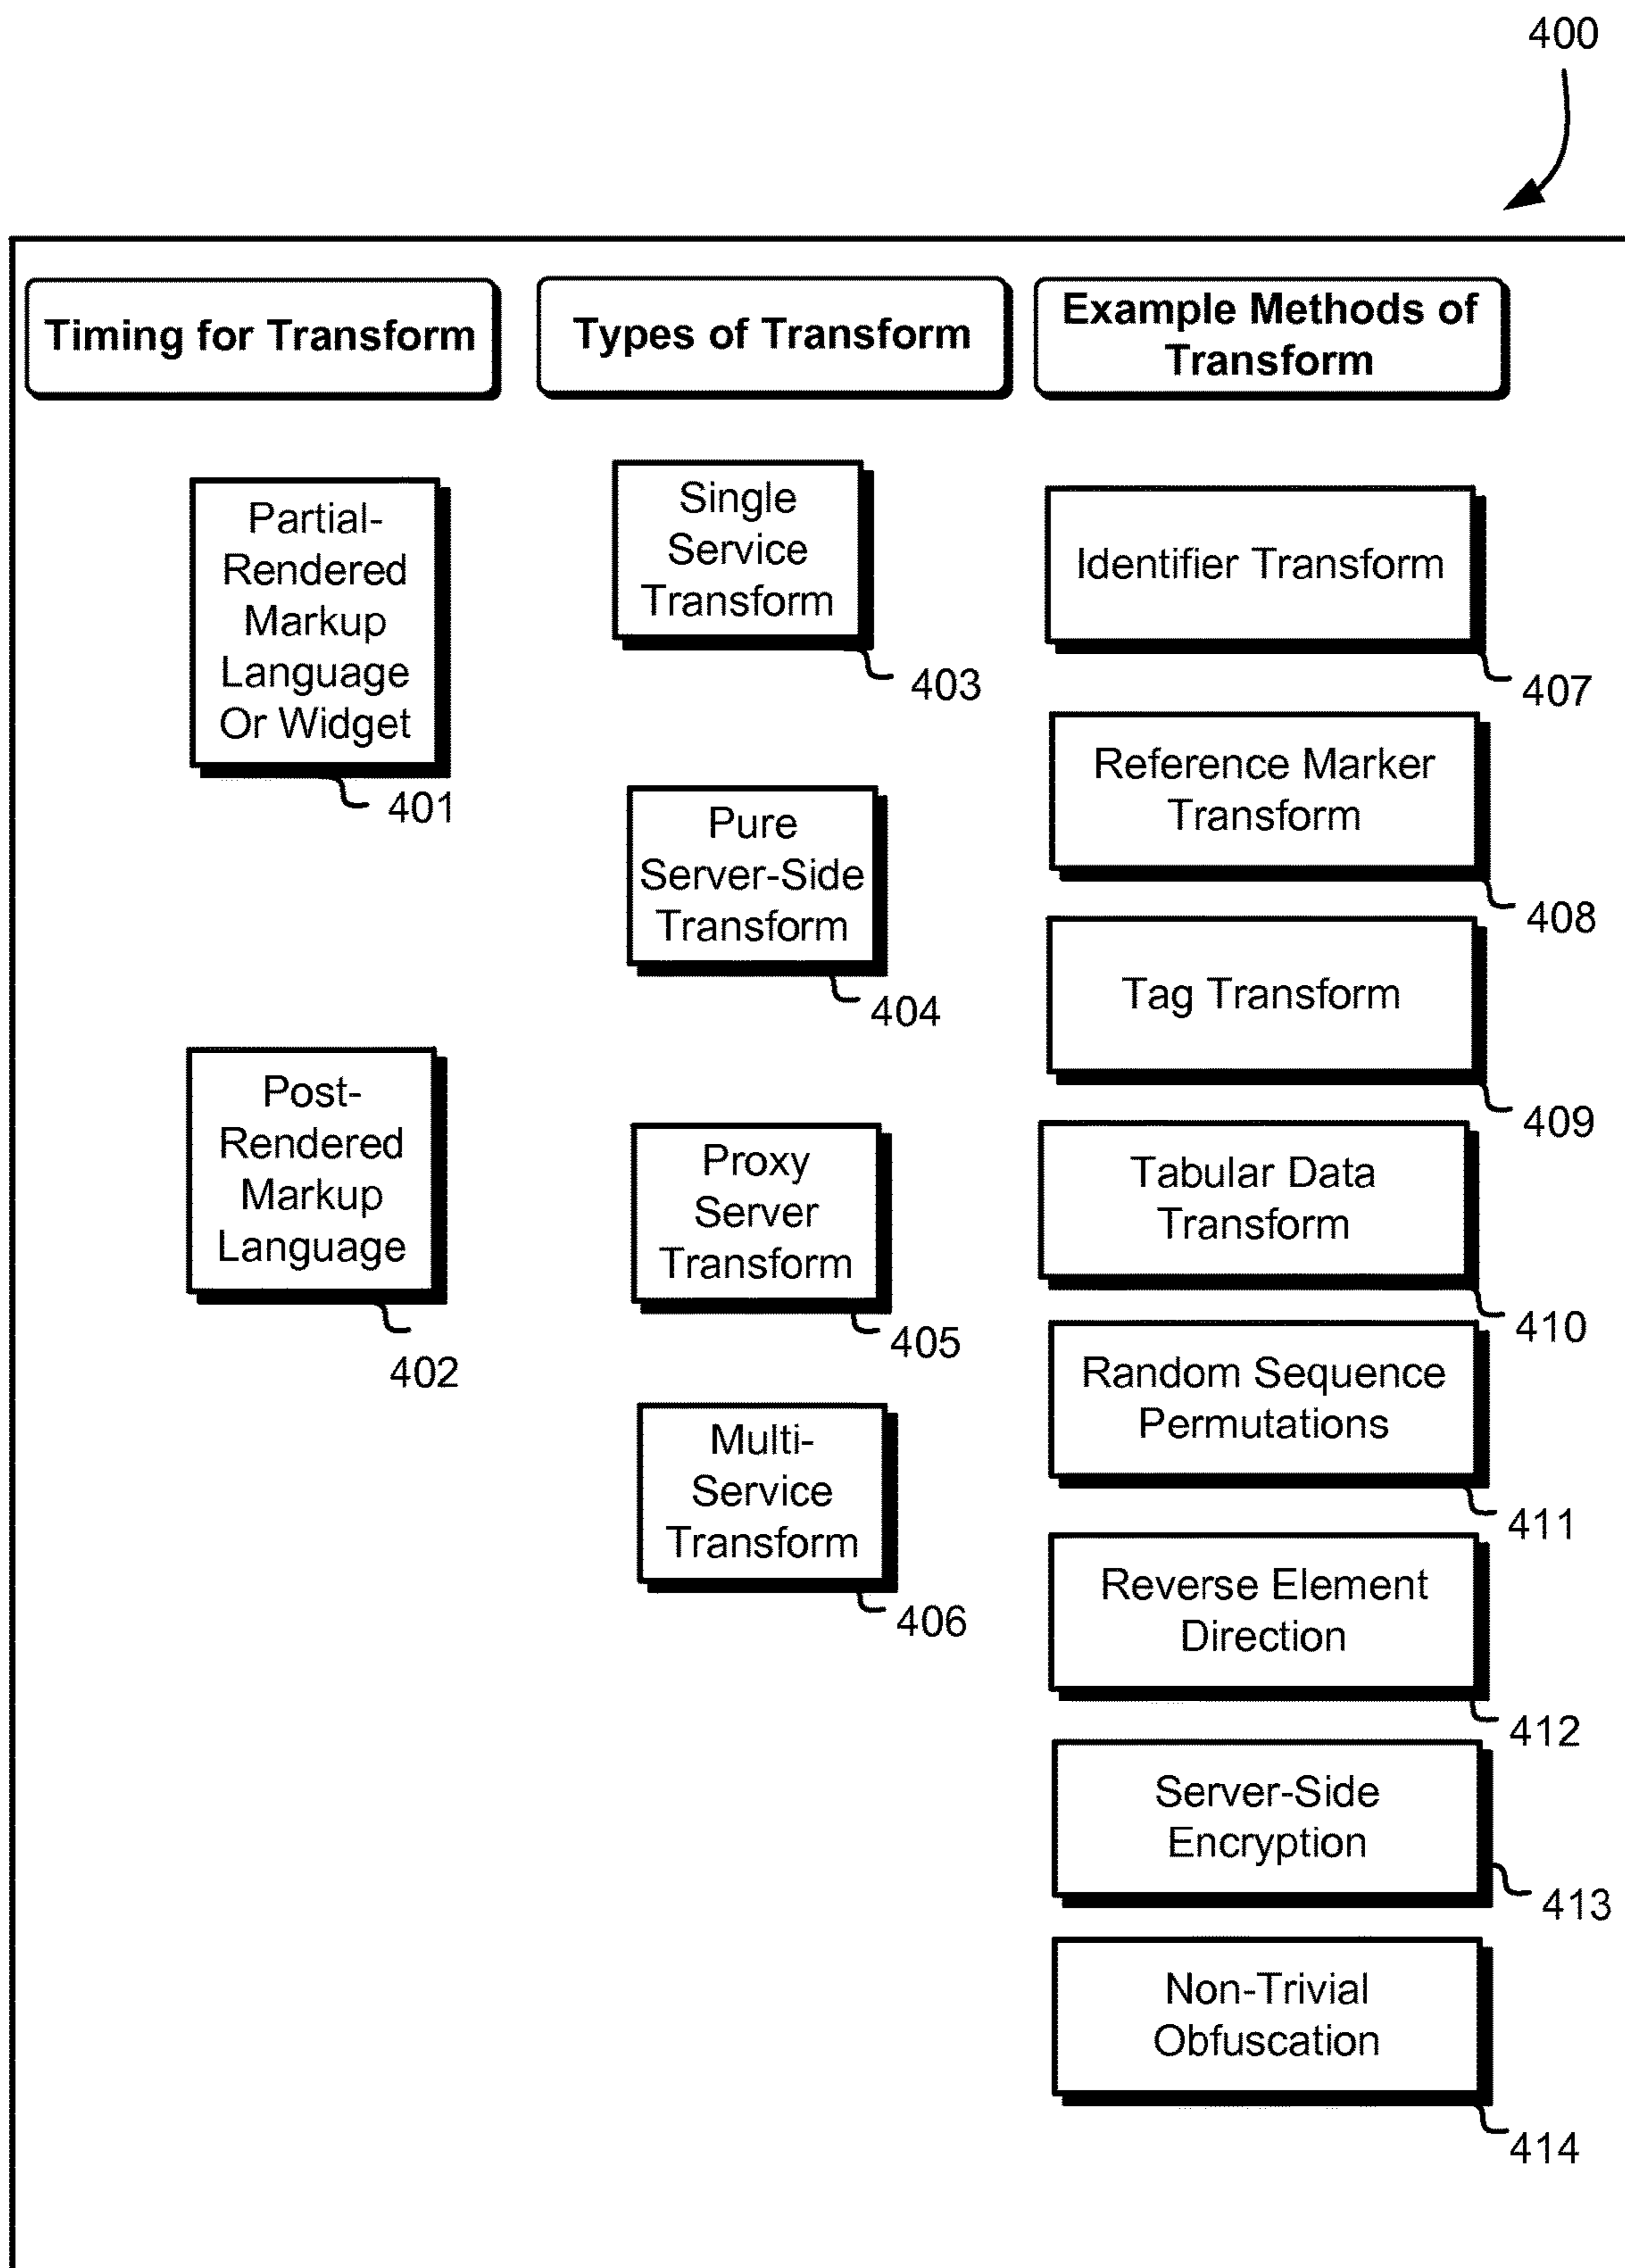 400
Timing for Transform
Types of Transform
Example Methods of
Transform
Partial-
Rendered
Markup
Language
Or Widget
401
Post-
Rendered
Markup
Language
402
Single
Service
Transform
403
Pure
Server-Side
Transform
404
Proxy
Server
Transform
405
Multi-
Service
Transform
406
Identifier Transform
407
Reference Marker
Transform
408
Tag Transform
409
Tabular Data
Transform
410
Random Sequence
Permutations
411
Reverse Element
Direction
412
Server-Side
Encryption
413
Non-Trivial
Obfuscation
414